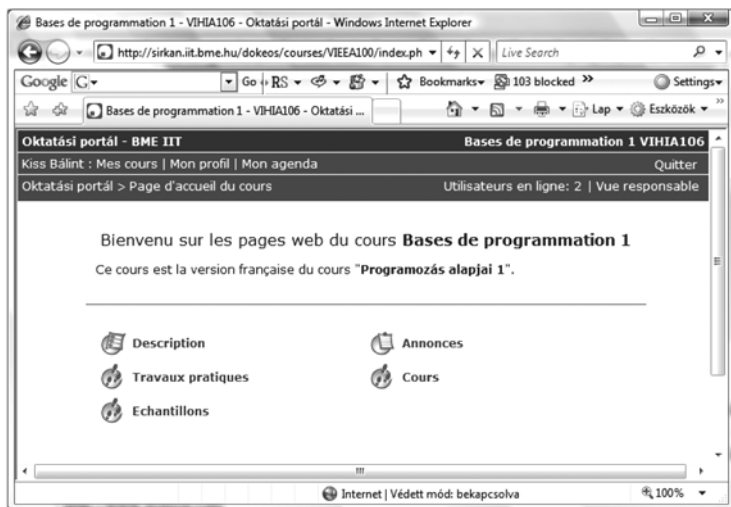 Bases de programmation 1 - VIHIA106 - Oktatási portál - Windows Internet Explorer
http://sirkan.iit.bme.hu/dokeos/courses/VIEEA100/index.ph Live Search
Google G Go RS Bookmarks 103 blocked » Settings
Bases de programmation 1 - VIHIA106 - Oktatási ... Lap Eszközök »
Oktatási portál - BME IIT Bases de programmation 1 VIHIA106
Kiss Bálint : Mes cours | Mon profil | Mon agenda Quitter
Oktatási portál > Page d'accueil du cours Utilisateurs en ligne: 2 | Vue responsable
Bienvenu sur les pages web du cours Bases de programmation 1
Ce cours est la version française du cours "Programozás alapjai 1".
Description Annonces
Travaux pratiques Cours
Echantillons
Internet | Védett mód: bekapcsolva 100%